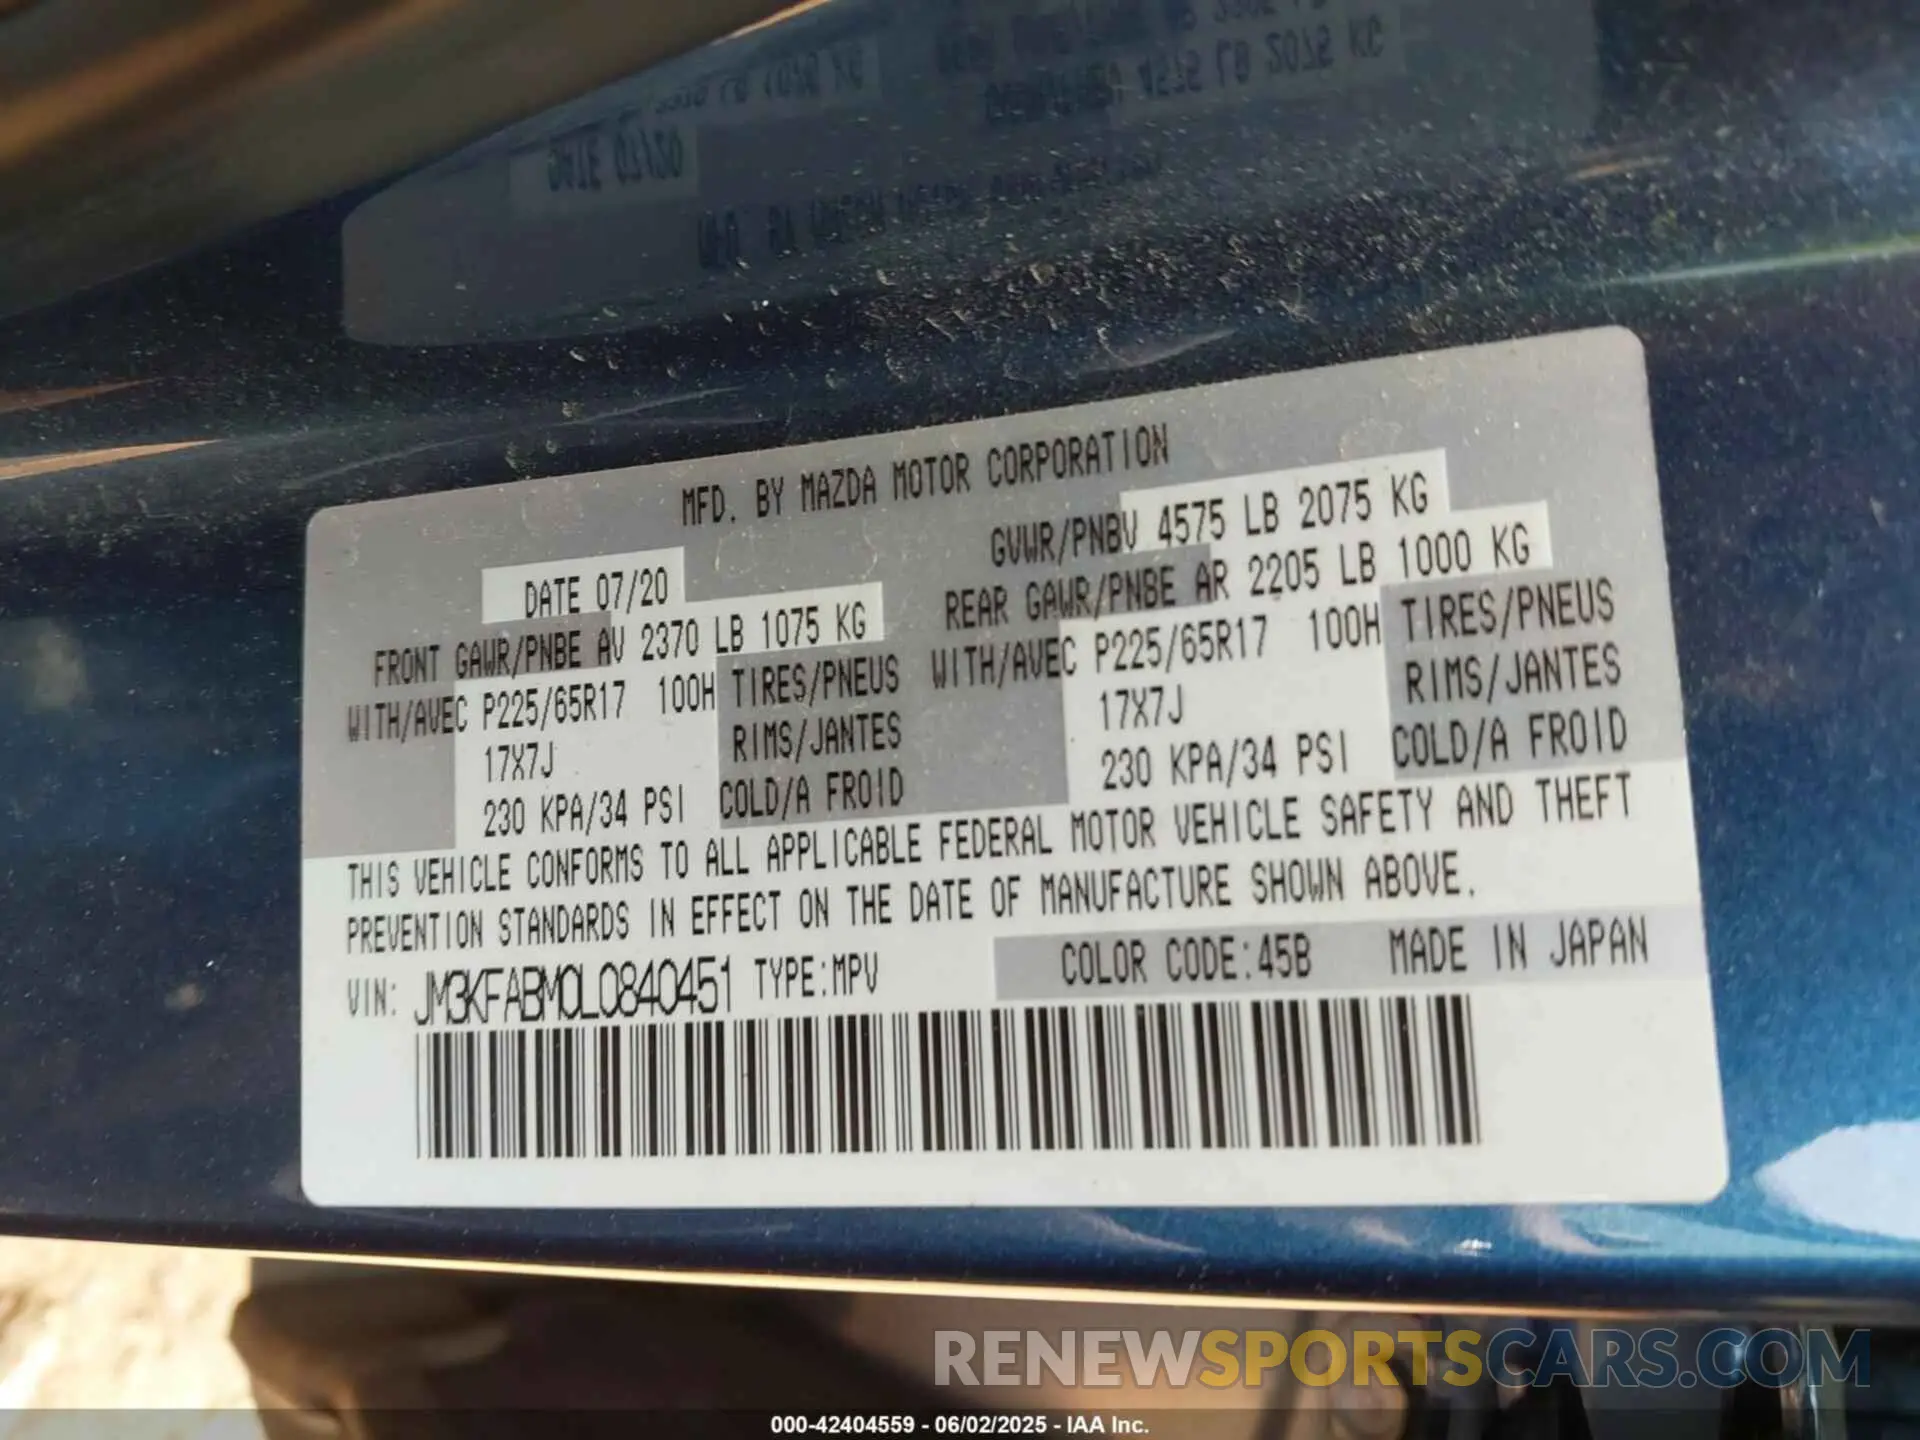 MFD. BY MAZDA MOTOR CORPORATION
DATE 07/20
GVWR/PNBV 4575 LB 2075 KG
FRONT GAWR/PNBE AV 2370 LB 1075 KG
REAR GAWR/PNBE AR 2205 LB 1000 KG
WITH/AVEC P225/65R17 100H TIRES/PNEUS
WITH/AVEC P225/65R17 100H TIRES/PNEUS
17X7J RIMS/JANTES
17X7J RIMS/JANTES
230 KPA/34 PSI COLD/A FROID
230 KPA/34 PSI COLD/A FROID
THIS VEHICLE CONFORMS TO ALL APPLICABLE FEDERAL MOTOR VEHICLE SAFETY AND THEFT
PREVENTION STANDARDS IN EFFECT ON THE DATE OF MANUFACTURE SHOWN ABOVE.
VIN: JM3KFABM0L0840451 TYPE:MPV COLOR CODE:45B MADE IN JAPAN
RENEWSPORTSCARS.COM
000-42404559 - 06/02/2025 - IAA Inc.